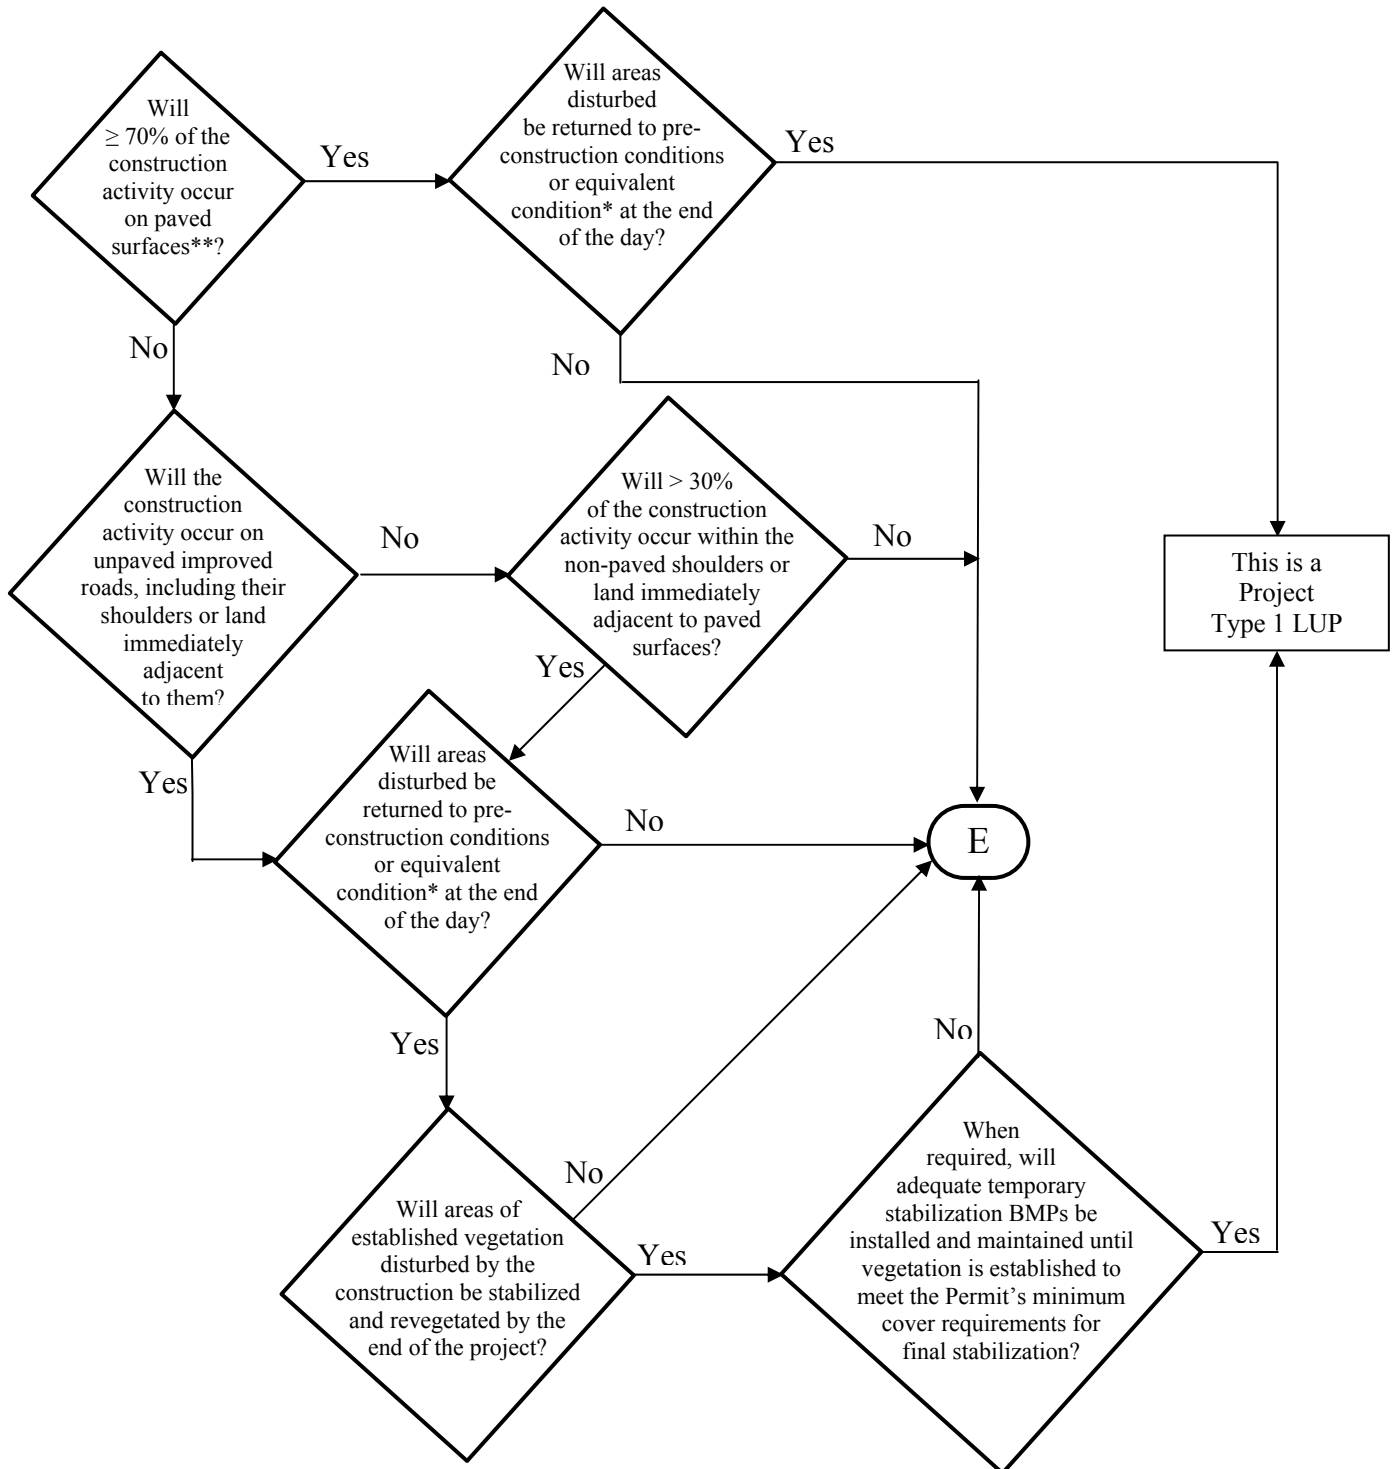 Will
≥ 70% of the
construction
activity occur
on paved
surfaces**?
Yes
Will areas
disturbed
be returned to pre-
construction conditions
or equivalent
condition* at the end
of the day?
Yes
No
No
Will the
construction
activity occur on
unpaved improved
roads, including their
shoulders or land
immediately
adjacent
to them?
No
Will > 30%
of the construction
activity occur within the
non-paved shoulders or
land immediately
adjacent to paved
surfaces?
No
This is a
Project
Type 1 LUP
Yes
Yes
Will areas
disturbed be
returned to pre-
construction conditions
or equivalent
condition* at the end
of the day?
No
E
Yes
No
No
Will areas of
established vegetation
disturbed by the
construction be stabilized
and revegetated by the
end of the project?
Yes
When
required, will
adequate temporary
stabilization BMPs be
installed and maintained until
vegetation is established to
meet the Permit’s minimum
cover requirements for
final stabilization?
Yes